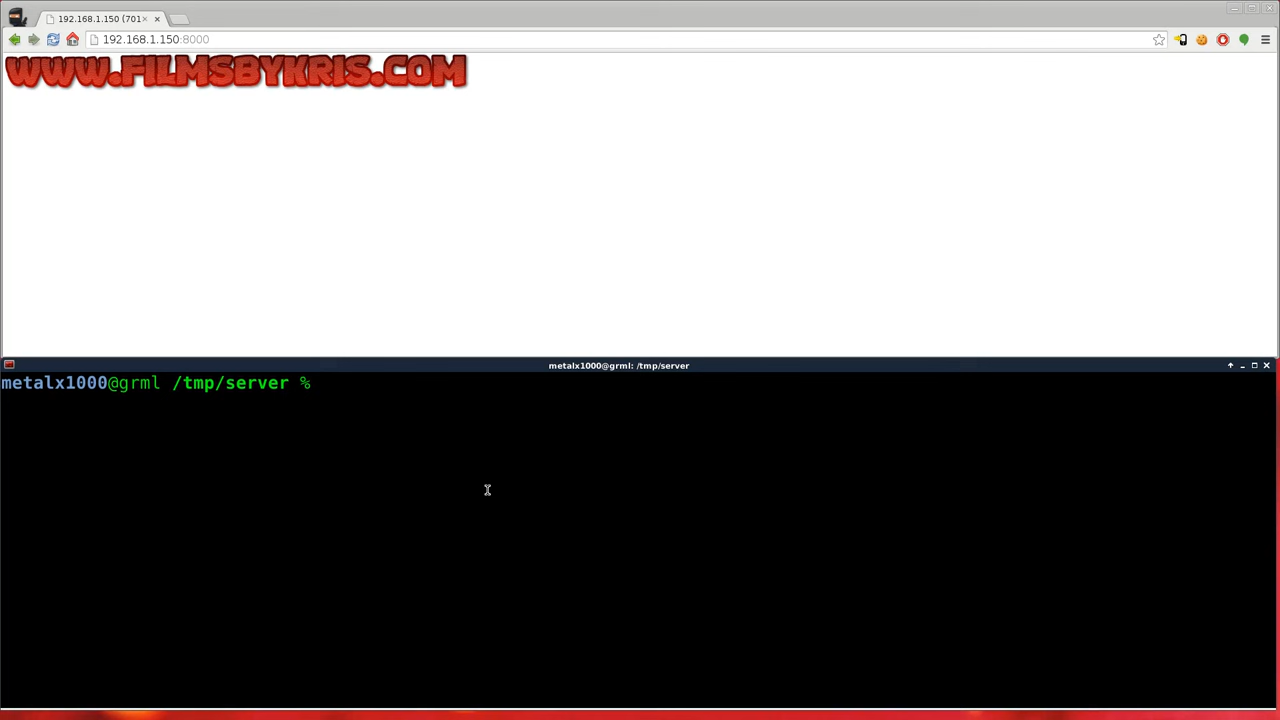 192.168.1.150 (701×
192.168.1.150:8000
WWW.FILMSBYKRIS.COM
metalx1000@grml: /tmp/server
metalx1000@grml /tmp/server %